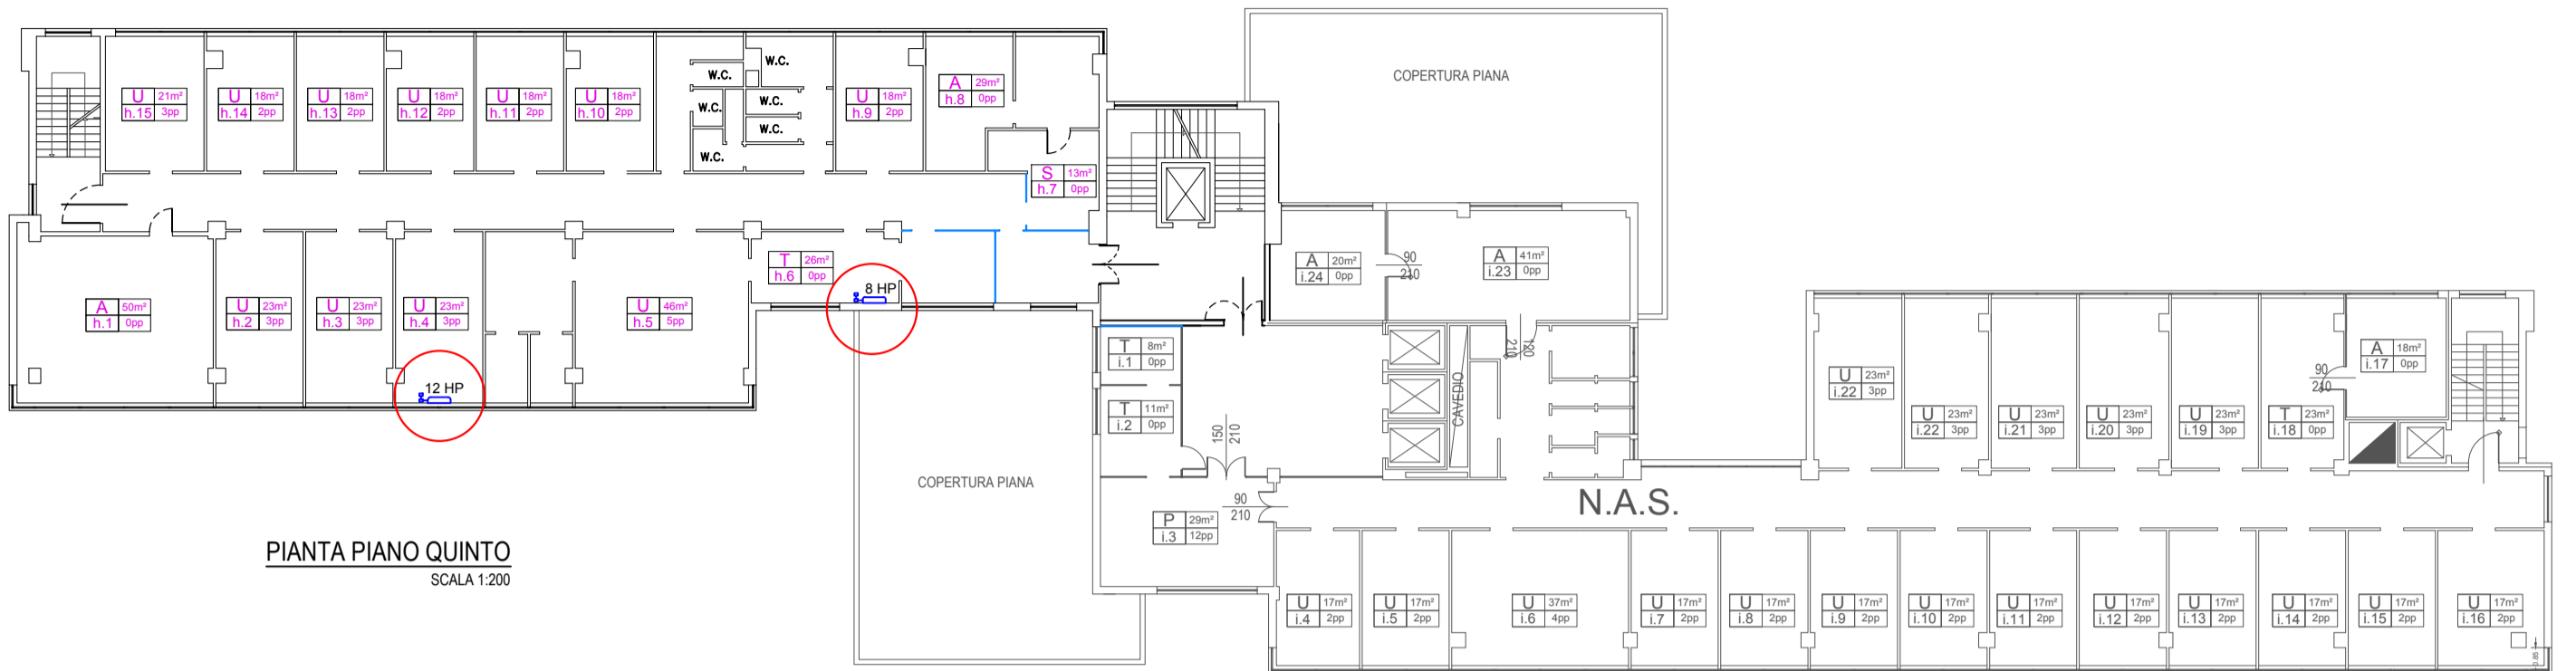 COPERTURA PIANA
W.C.
W.C.
W.C.
W.C.
W.C.
W.C.
U 21m²
h.15 3pp
U 18m²
h.14 2pp
U 18m²
h.13 2pp
U 18m²
h.12 2pp
U 18m²
h.11 2pp
U 18m²
h.10 2pp
U 18m²
h.9 2pp
A 29m²
h.8 0pp
S 13m²
h.7 0pp
A 50m²
h.1 0pp
U 23m²
h.2 3pp
U 23m²
h.3 3pp
U 23m²
h.4 3pp
U 46m²
h.5 5pp
T 26m²
h.6 0pp
8 HP
12 HP
A 20m²
i.24 0pp
90
210
A 41m²
i.23 0pp
T 8m²
i.1 0pp
T 11m²
i.2 0pp
150
210
CAVEDIO
120
210
U 23m²
i.22 3pp
U 23m²
i.22 3pp
U 23m²
i.21 3pp
U 23m²
i.20 3pp
U 23m²
i.19 3pp
T 23m²
i.18 0pp
90
210
A 18m²
i.17 0pp
COPERTURA PIANA
90
210
N.A.S.
P 29m²
i.3 12pp
PIANTA PIANO QUINTO
SCALA 1:200
U 17m²
i.4 2pp
U 17m²
i.5 2pp
U 37m²
i.6 4pp
U 17m²
i.7 2pp
U 17m²
i.8 2pp
U 17m²
i.9 2pp
U 17m²
i.10 2pp
U 17m²
i.11 2pp
U 17m²
i.12 2pp
U 17m²
i.13 2pp
U 17m²
i.14 2pp
U 17m²
i.15 2pp
U 17m²
i.16 2pp